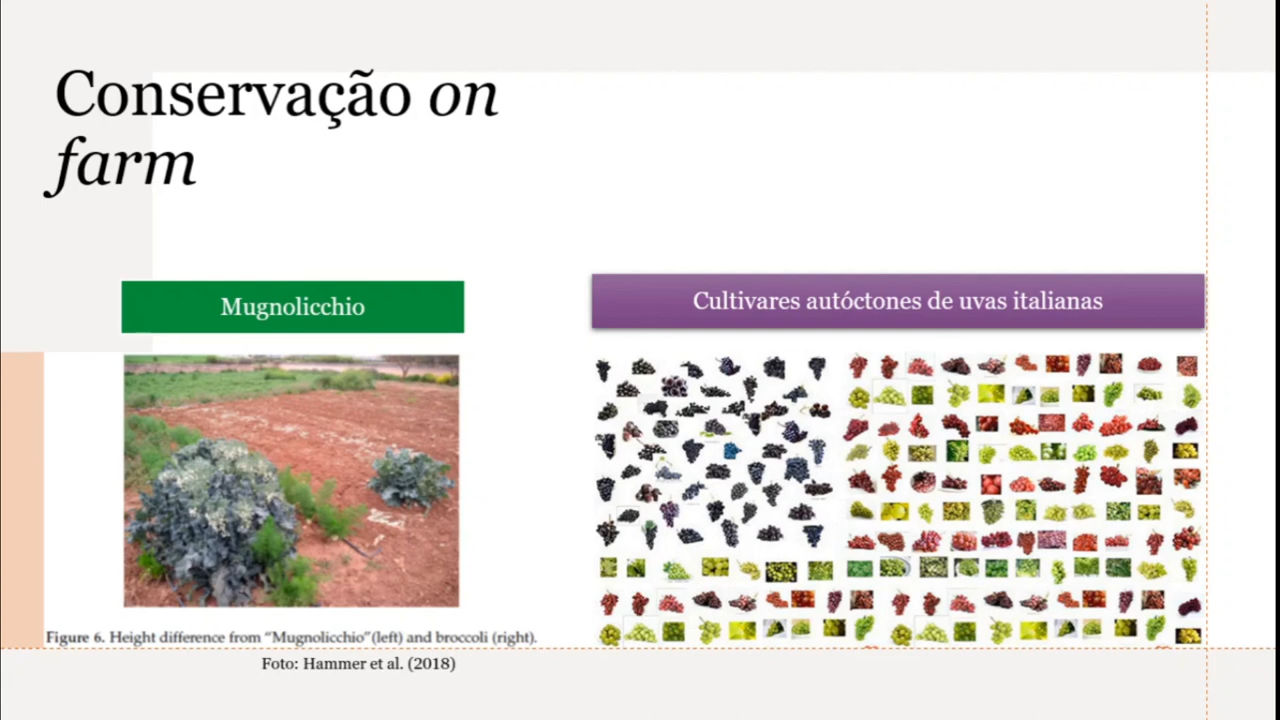 Conservação on
farm
Mugnolicchio
Cultivares autóctones de uvas italianas
Figure 6. Height difference from “Mugnolicchio”(left) and broccoli (right).
Foto: Hammer et al. (2018)